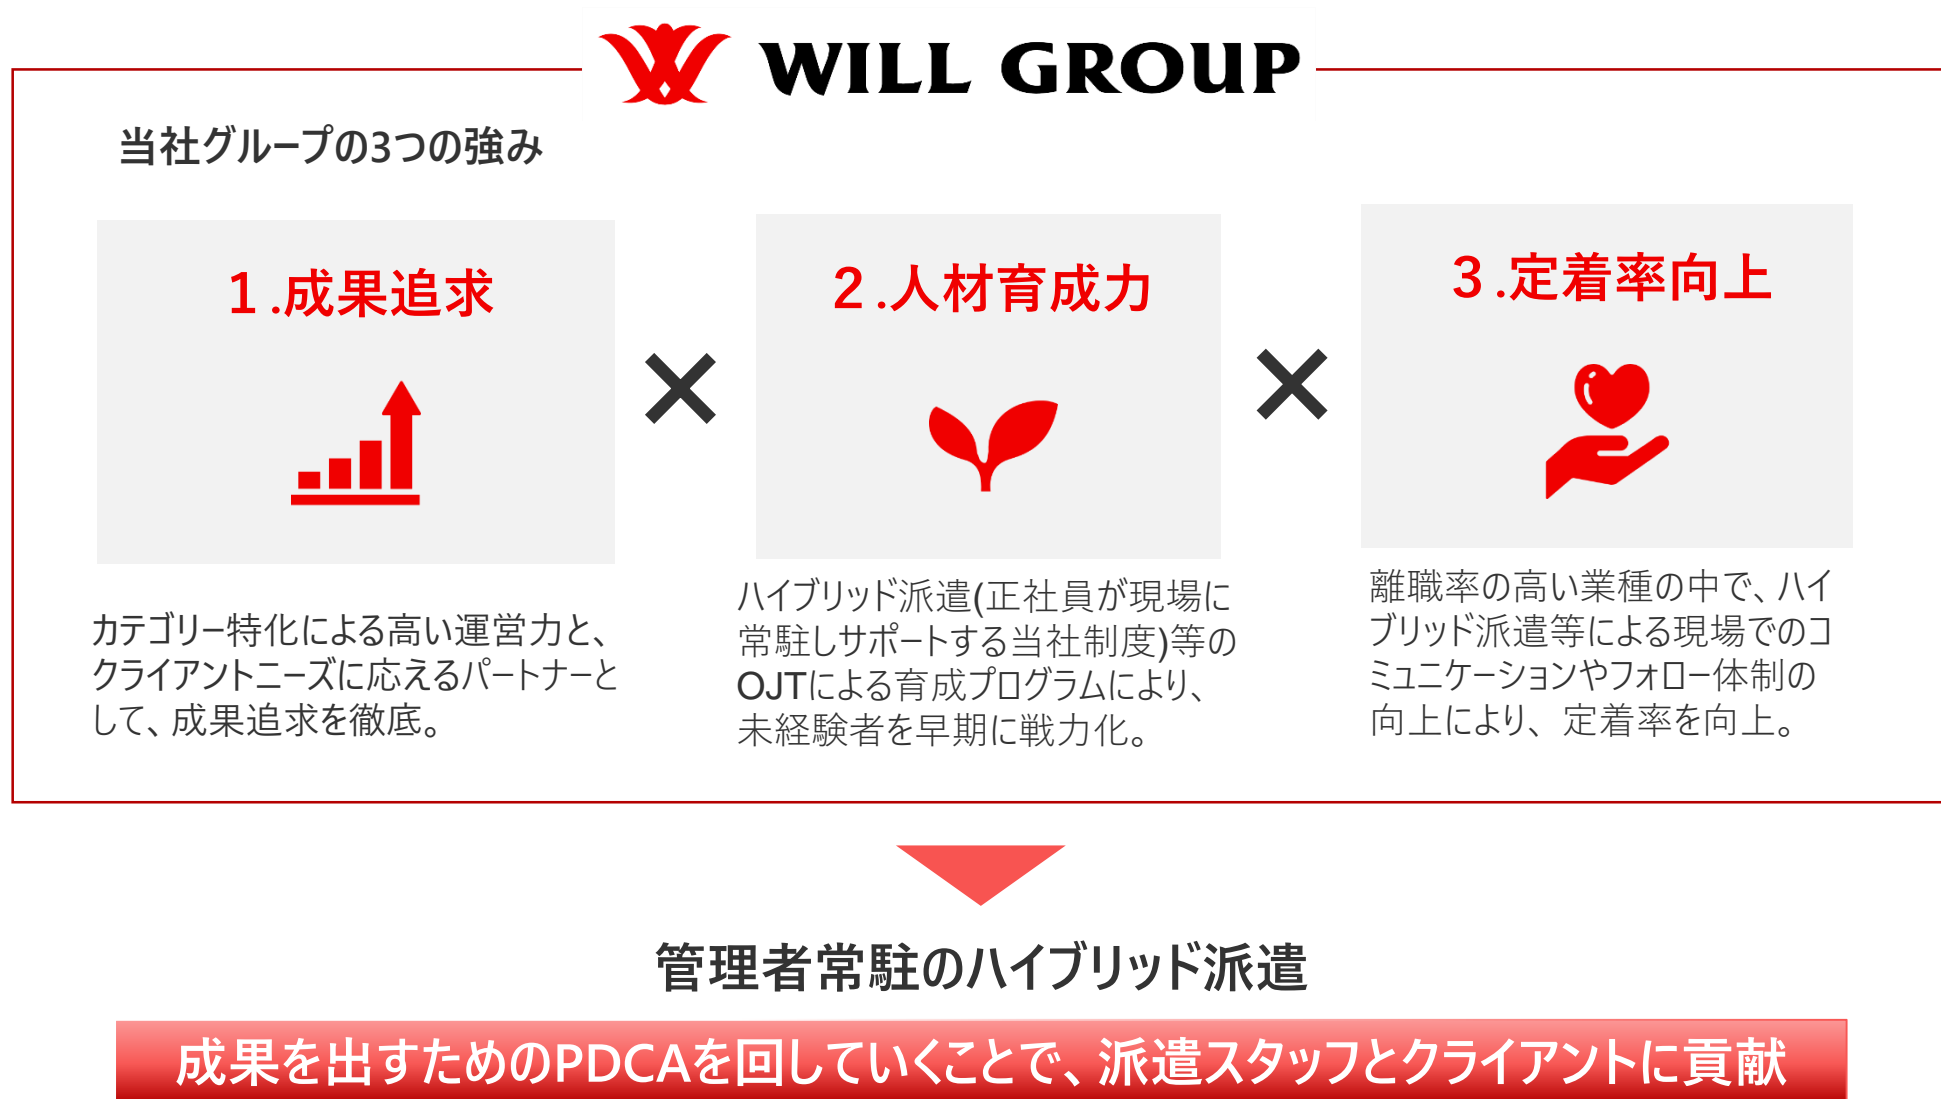 WILL GROUP
当社グループの3つの強み
１.成果追求
カテゴリー特化による高い運営力と、
クライアントニーズに応えるパートナーと
して、成果追求を徹底。
２.人材育成力
ハイブリッド派遣(正社員が現場に
常駐しサポートする当社制度)等の
OJTによる育成プログラムにより、
未経験者を早期に戦力化。
３.定着率向上
離職率の高い業種の中で、ハイ
ブリッド派遣等による現場でのコ
ミュニケーションやフォロー体制の
向上により、定着率を向上。
管理者常駐のハイブリッド派遣
成果を出すためのPDCAを回していくことで、派遣スタッフとクライアントに貢献